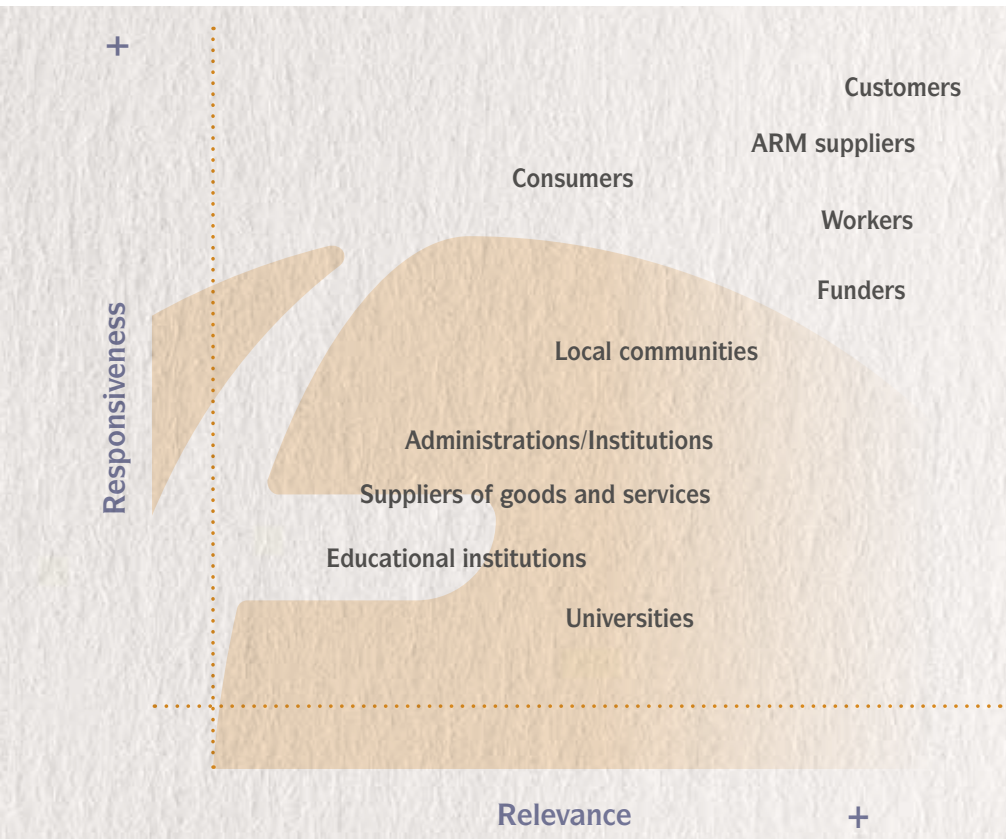 +
Customers
ARM suppliers
Consumers
Workers
Funders
Responsiveness
Local communities
Administrations/Institutions
Suppliers of goods and services
Educational institutions
Universities
Relevance
+